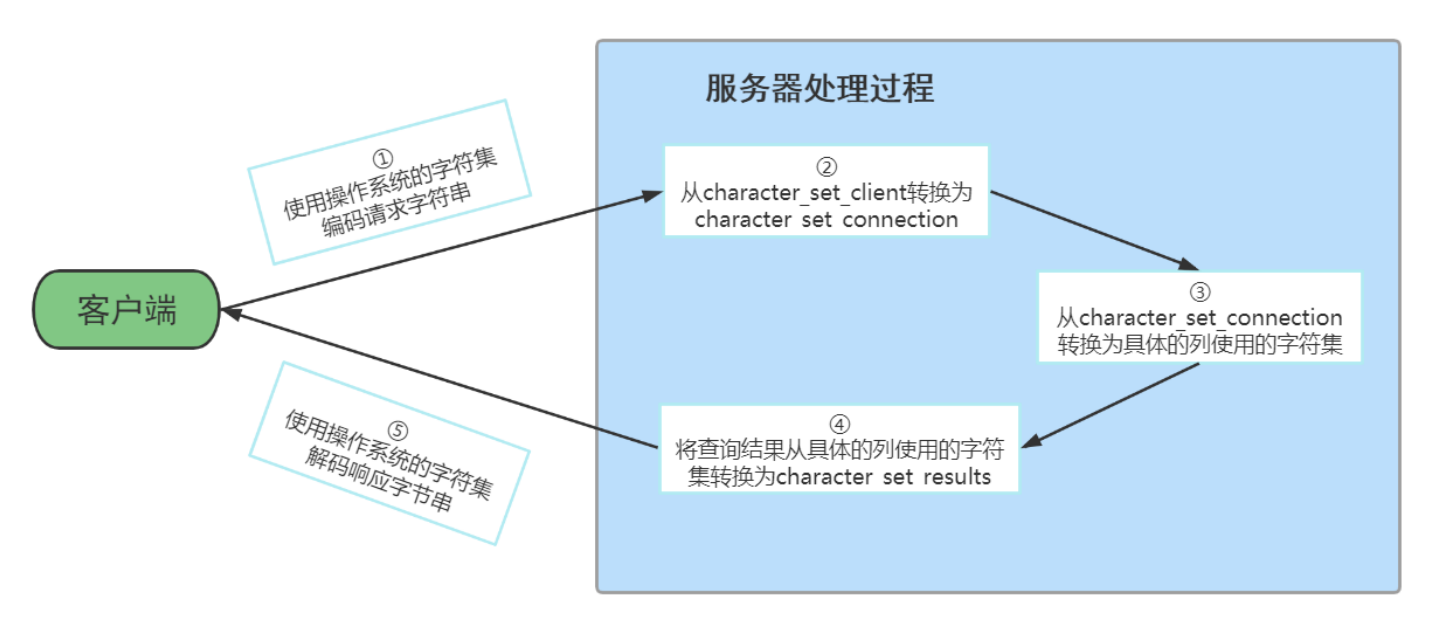 服务器处理过程
①
使用操作系统的字符集
编码请求字符串
②
从character_set_client转换为
character_set_connection
客户端
③
从character_set_connection
转换为具体的列使用的字符集
④
将查询结果从具体的列使用的字符
集转换为character_set_results
⑤
使用操作系统的字符集
解码响应字节串